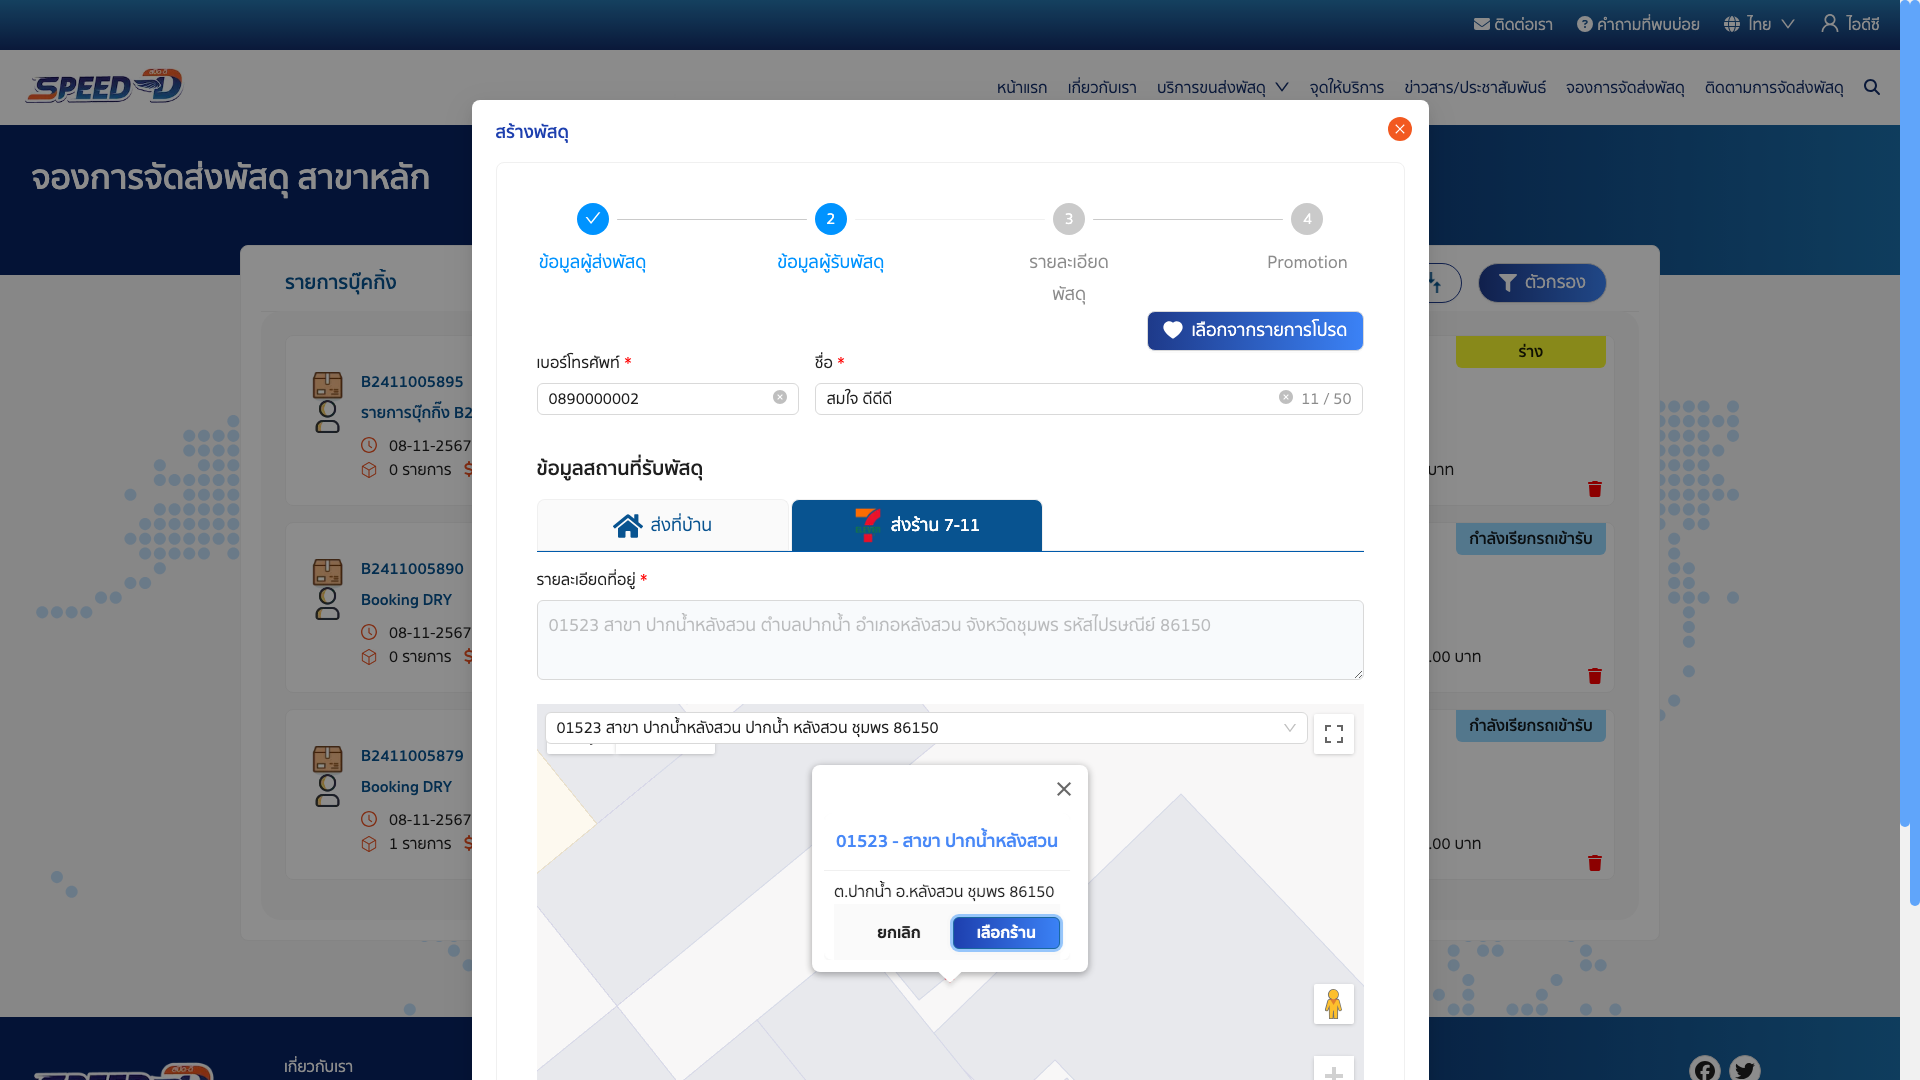 ติดต่อเรา
คำถามที่พบบ่อย
ไทย
ไอดีซี
สปีด-ดี
SPEED-D
หน้าแรก
เกี่ยวกับเรา
บริการขนส่งพัสดุ
จุดให้บริการ
ข่าวสาร/ประชาสัมพันธ์
จองการจัดส่งพัสดุ
ติดตามการจัดส่งพัสดุ
จองการจัดส่งพัสดุ สาขาหลัก
รายการบุ๊คกิ้ง
ตัวกรอง
B2411005895
รายการบุ๊กกิ๊ง B2
08-11-2567
0 รายการ
ร่าง
บาท
B2411005890
Booking DRY
08-11-2567
0 รายการ
กำลังเรียกรถเข้ารับ
.00 บาท
B2411005879
Booking DRY
08-11-2567
1 รายการ
กำลังเรียกรถเข้ารับ
.00 บาท
สร้างพัสดุ
2
3
4
ข้อมูลผู้ส่งพัสดุ
ข้อมูลผู้รับพัสดุ
รายละเอียด
พัสดุ
Promotion
เลือกจากรายการโปรด
เบอร์โทรศัพท์ *
ชื่อ *
0890000002
สมใจ ดีดีดี
11 / 50
ข้อมูลสถานที่รับพัสดุ
ส่งที่บ้าน
ส่งร้าน 7-11
รายละเอียดที่อยู่ *
01523 สาขา ปากน้ำหลังสวน ตำบลปากน้ำ อำเภอหลังสวน จังหวัดชุมพร รหัสไปรษณีย์ 86150
01523 สาขา ปากน้ำหลังสวน ปากน้ำ หลังสวน ชุมพร 86150
01523 - สาขา ปากน้ำหลังสวน
ต.ปากน้ำ อ.หลังสวน ชุมพร 86150
ยกเลิก
เลือกร้าน
เกี่ยวกับเรา